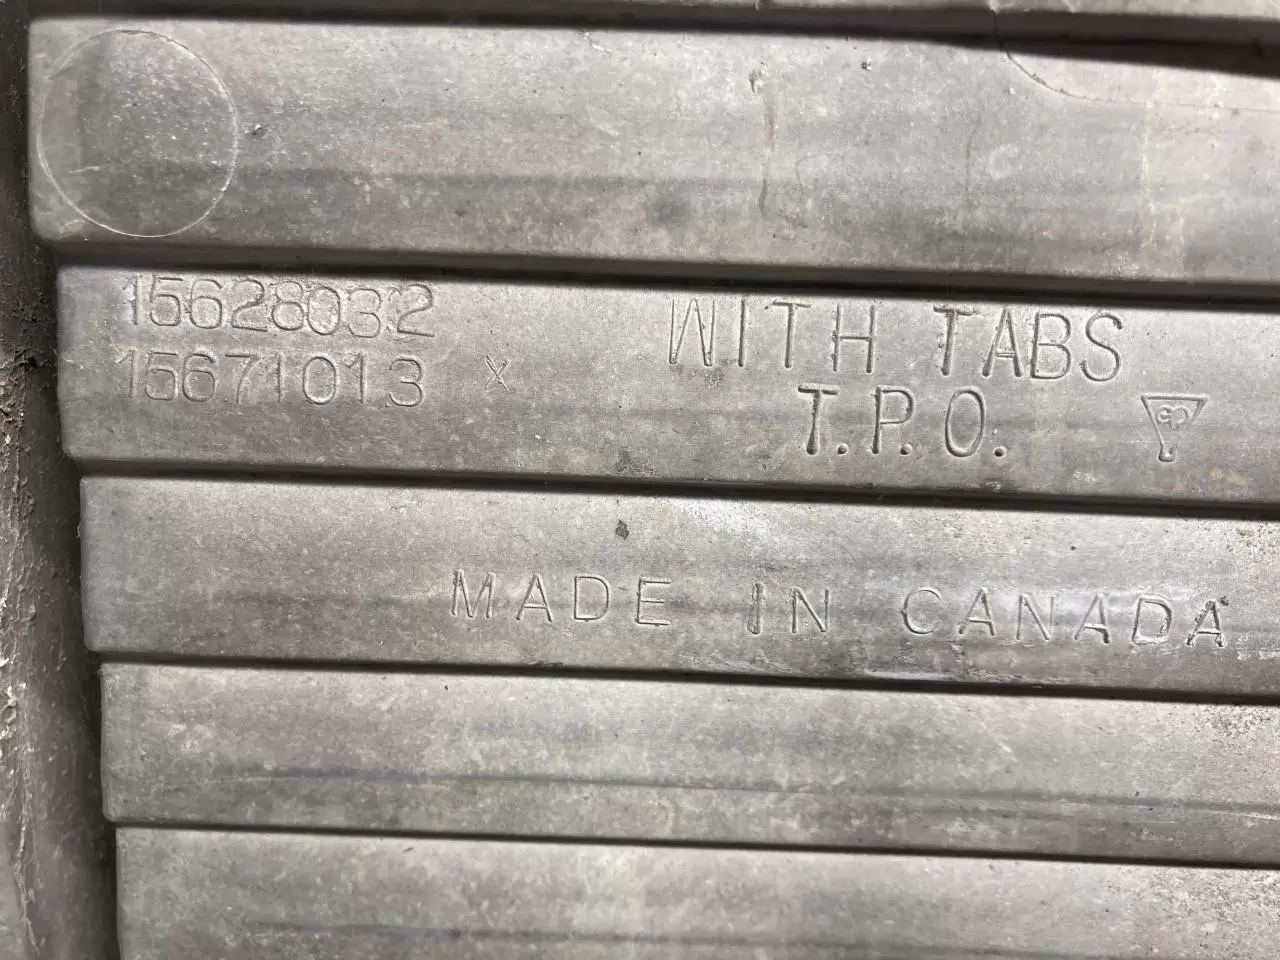 15628032
15671013 x
WITH TABS
T.P.O.
MADE IN CANADA